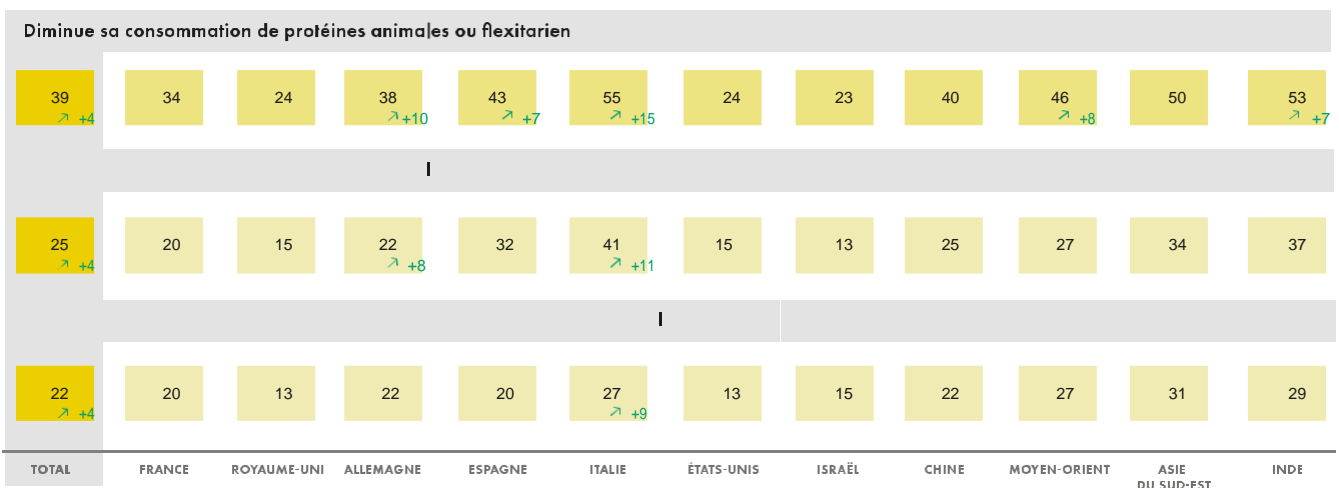 Diminue sa consommation de protéines animales ou flexitarien
39 34 24 38 43 55 24 23 40 46 50 53
↗ +4 ↗ +10 ↗ +7 ↗ +15 ↗ +8 ↗ +7
25 20 15 22 32 41 15 13 25 27 34 37
↗ +4 ↗ +8 ↗ +11
22 20 13 22 20 27 13 15 22 27 31 29
↗ +4 ↗ +9
TOTAL FRANCE ROYAUME-UNI ALLEMAGNE ESPAGNE ITALIE ÉTATS-UNIS ISRAËL CHINE MOYEN-ORIENT ASIE INDE
DU SUD-EST